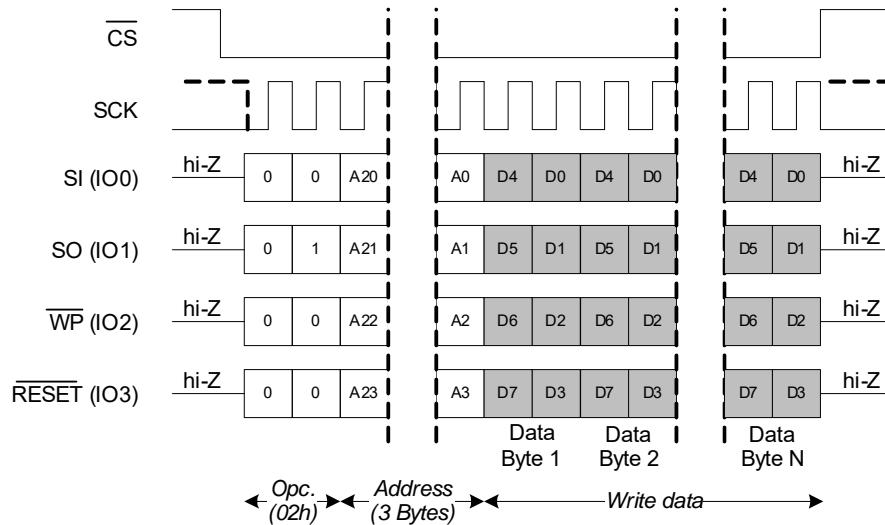 CS
SCK
SI (IO0) hi-Z 0 0 A20 A0 D4 D0 D4 D0 D4 D0 hi-Z
SO (IO1) hi-Z 0 1 A21 A1 D5 D1 D5 D1 D5 D1 hi-Z
WP (IO2) hi-Z 0 0 A22 A2 D6 D2 D6 D2 D6 D2 hi-Z
RESET (IO3) hi-Z 0 0 A23 A3 D7 D3 D7 D3 D7 D3 hi-Z
Data Data Data
Byte 1 Byte 2 Byte N
Opc. Address Write data
(02h) (3 Bytes)